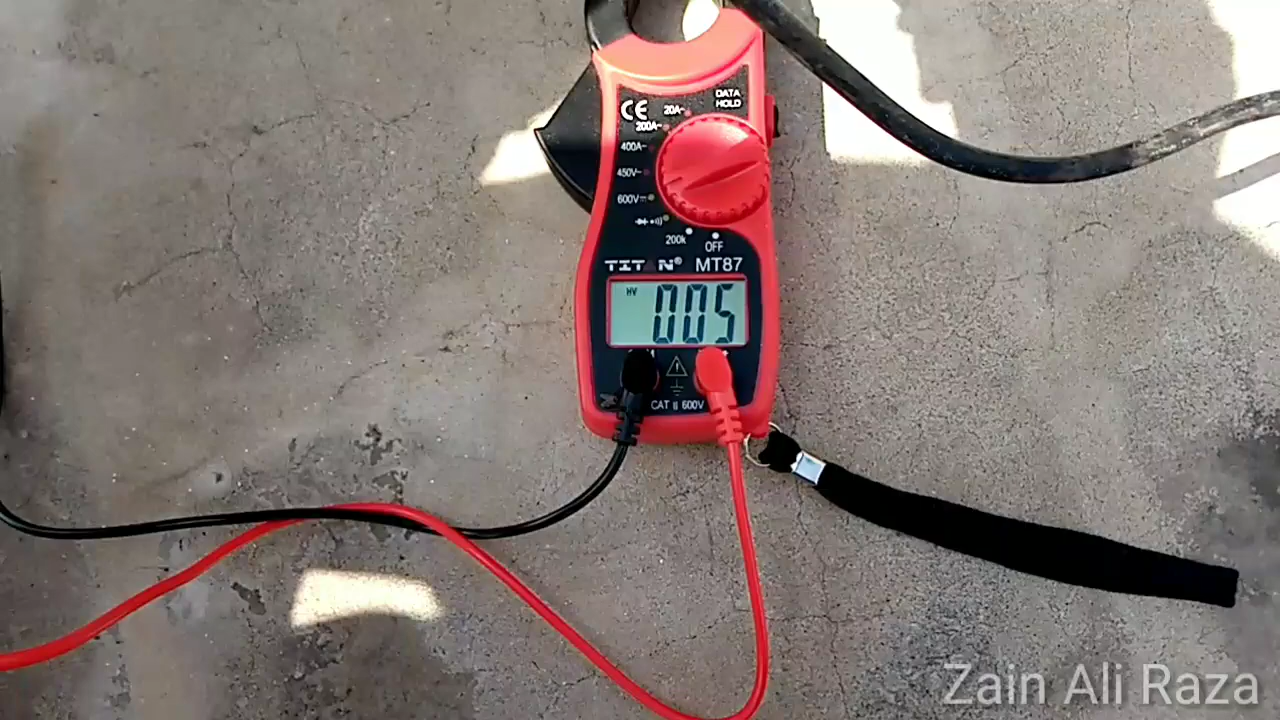 CE 20A~ DATA HOLD
200A~
400A~
450V~
600V
200k OFF
TITAN® MT87
HV 005
CAT II 600V
Zain Ali Raza